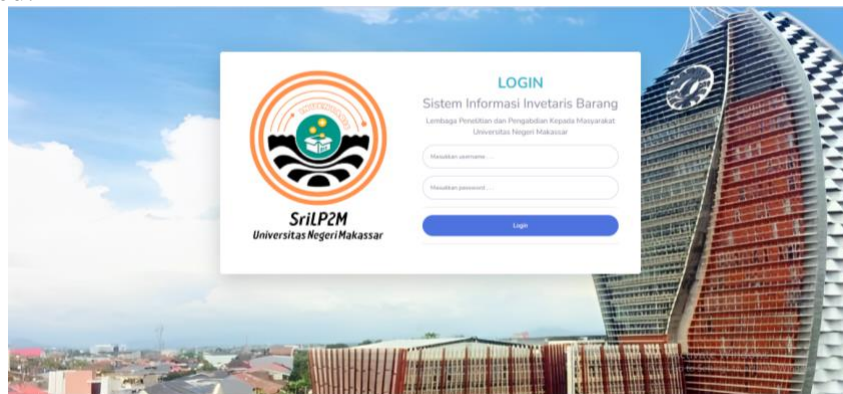 SriLP2M
Universitas Negeri Makassar
LOGIN
Sistem Informasi Invetaris Barang
Lembaga Penelitian dan Pengabdian Kepada Masyarakat
Universitas Negeri Makassar
Masukkan username . . .
Masukkan password . . .
Login